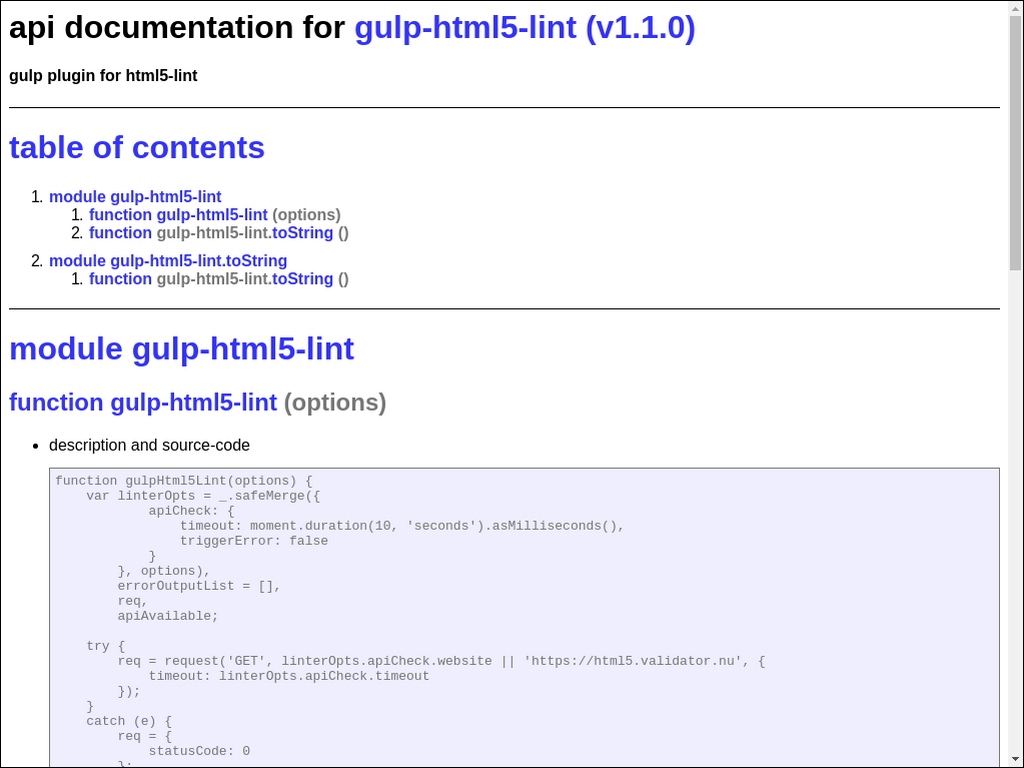 api documentation for gulp-html5-lint (v1.1.0)
gulp plugin for html5-lint
table of contents
1. module gulp-html5-lint
1. function gulp-html5-lint (options)
2. function gulp-html5-lint.toString ()
2. module gulp-html5-lint.toString
1. function gulp-html5-lint.toString ()
module gulp-html5-lint
function gulp-html5-lint (options)
• description and source-code
function gulpHtml5Lint(options) {
    var linterOpts = _.safeMerge({
            apiCheck: {
                timeout: moment.duration(10, 'seconds').asMilliseconds(),
                triggerError: false
            }
        }, options),
        errorOutputList = [],
        req,
        apiAvailable;
    try {
        req = request('GET', linterOpts.apiCheck.website || 'https://html5.validator.nu', {
            timeout: linterOpts.apiCheck.timeout
        });
    }
    catch (e) {
        req = {
            statusCode: 0
        };